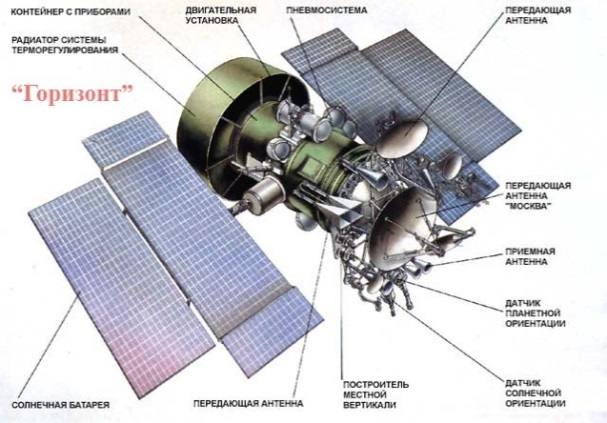 КОНТЕЙНЕР С ПРИБОРАМИ
ДВИГАТЕЛЬНАЯ
УСТАНОВКА
ПНЕВМОСИСТЕМА
ПЕРЕДАЮЩАЯ
АНТЕННА
РАДИАТОР СИСТЕМЫ
ТЕРМОРЕГУЛИРОВАНИЯ
“Горизонт”
ПЕРЕДАЮЩАЯ
АНТЕННА
"МОСКВА"
ПРИЕМНАЯ
АНТЕННА
ДАТЧИК
ПЛАНЕТНОЙ
ОРИЕНТАЦИИ
ДАТЧИК
СОЛНЕЧНОЙ
ОРИЕНТАЦИИ
ПОСТРОИТЕЛЬ
МЕСТНОЙ
ВЕРТИКАЛИ
ПЕРЕДАЮЩАЯ АНТЕННА
СОЛНЕЧНАЯ БАТАРЕЯ